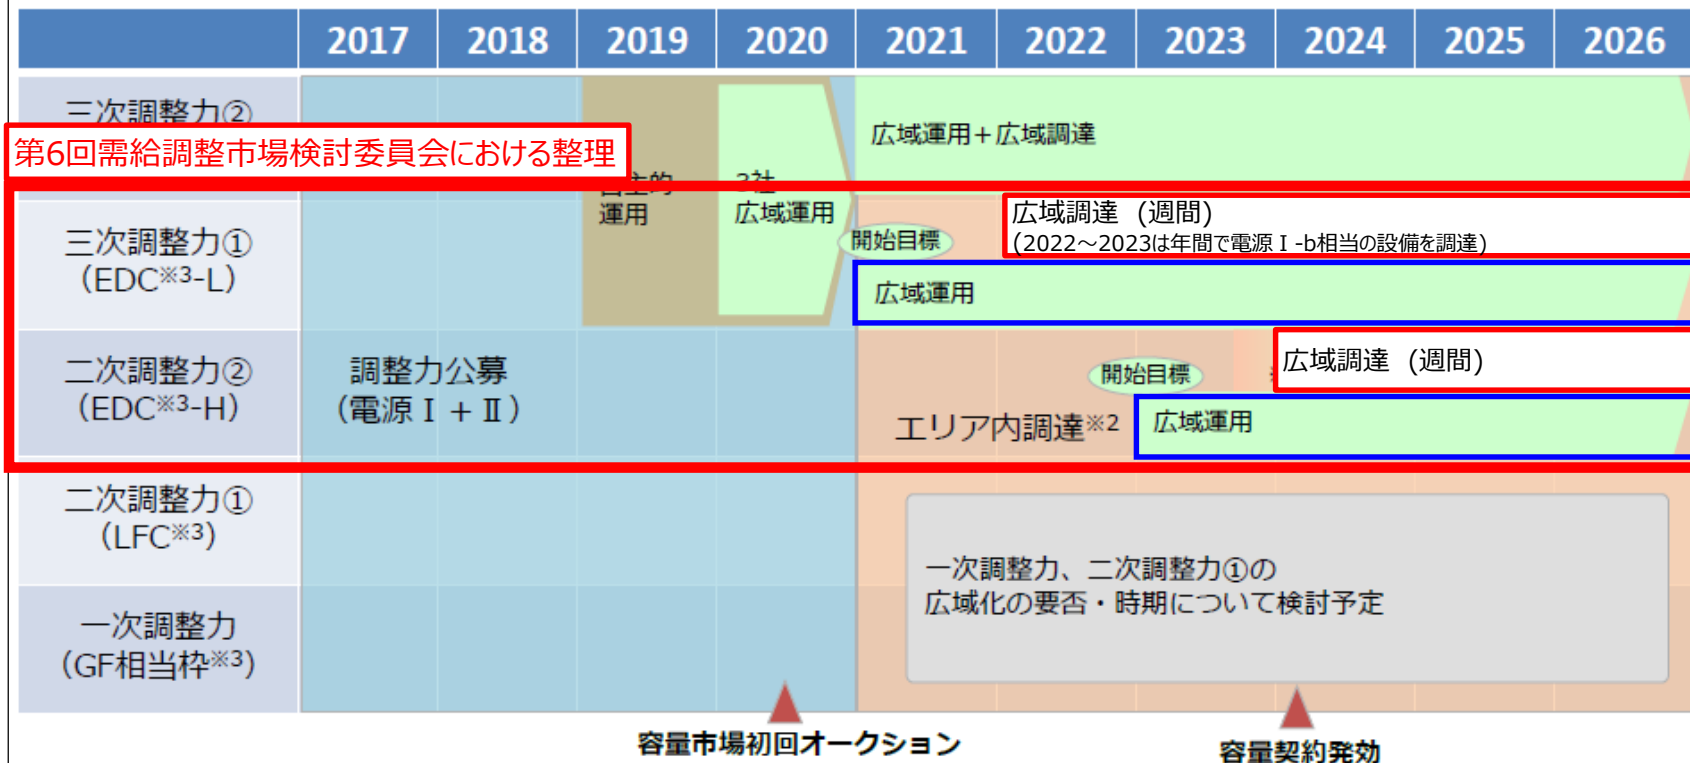 2017 2018 2019 2020 2021 2022 2023 2024 2025 2026
三次調整力②
第6回需給調整市場検討委員会における整理
広域運用+広域調達
運用
3社
広域運用
三次調整力①
(EDC※3-L)
開始目標
広域調達 (週間)
(2022～2023は年間で電源Ⅰ-b相当の設備を調達)
広域運用
二次調整力②
(EDC※3-H)
調整力公募
(電源Ⅰ+Ⅱ)
開始目標
広域調達 (週間)
エリア内調達※2
広域運用
二次調整力①
(LFC※3)
一次調整力、二次調整力①の
広域化の要否・時期について検討予定
一次調整力
(GF相当枠※3)
容量市場初回オークション
容量契約発効